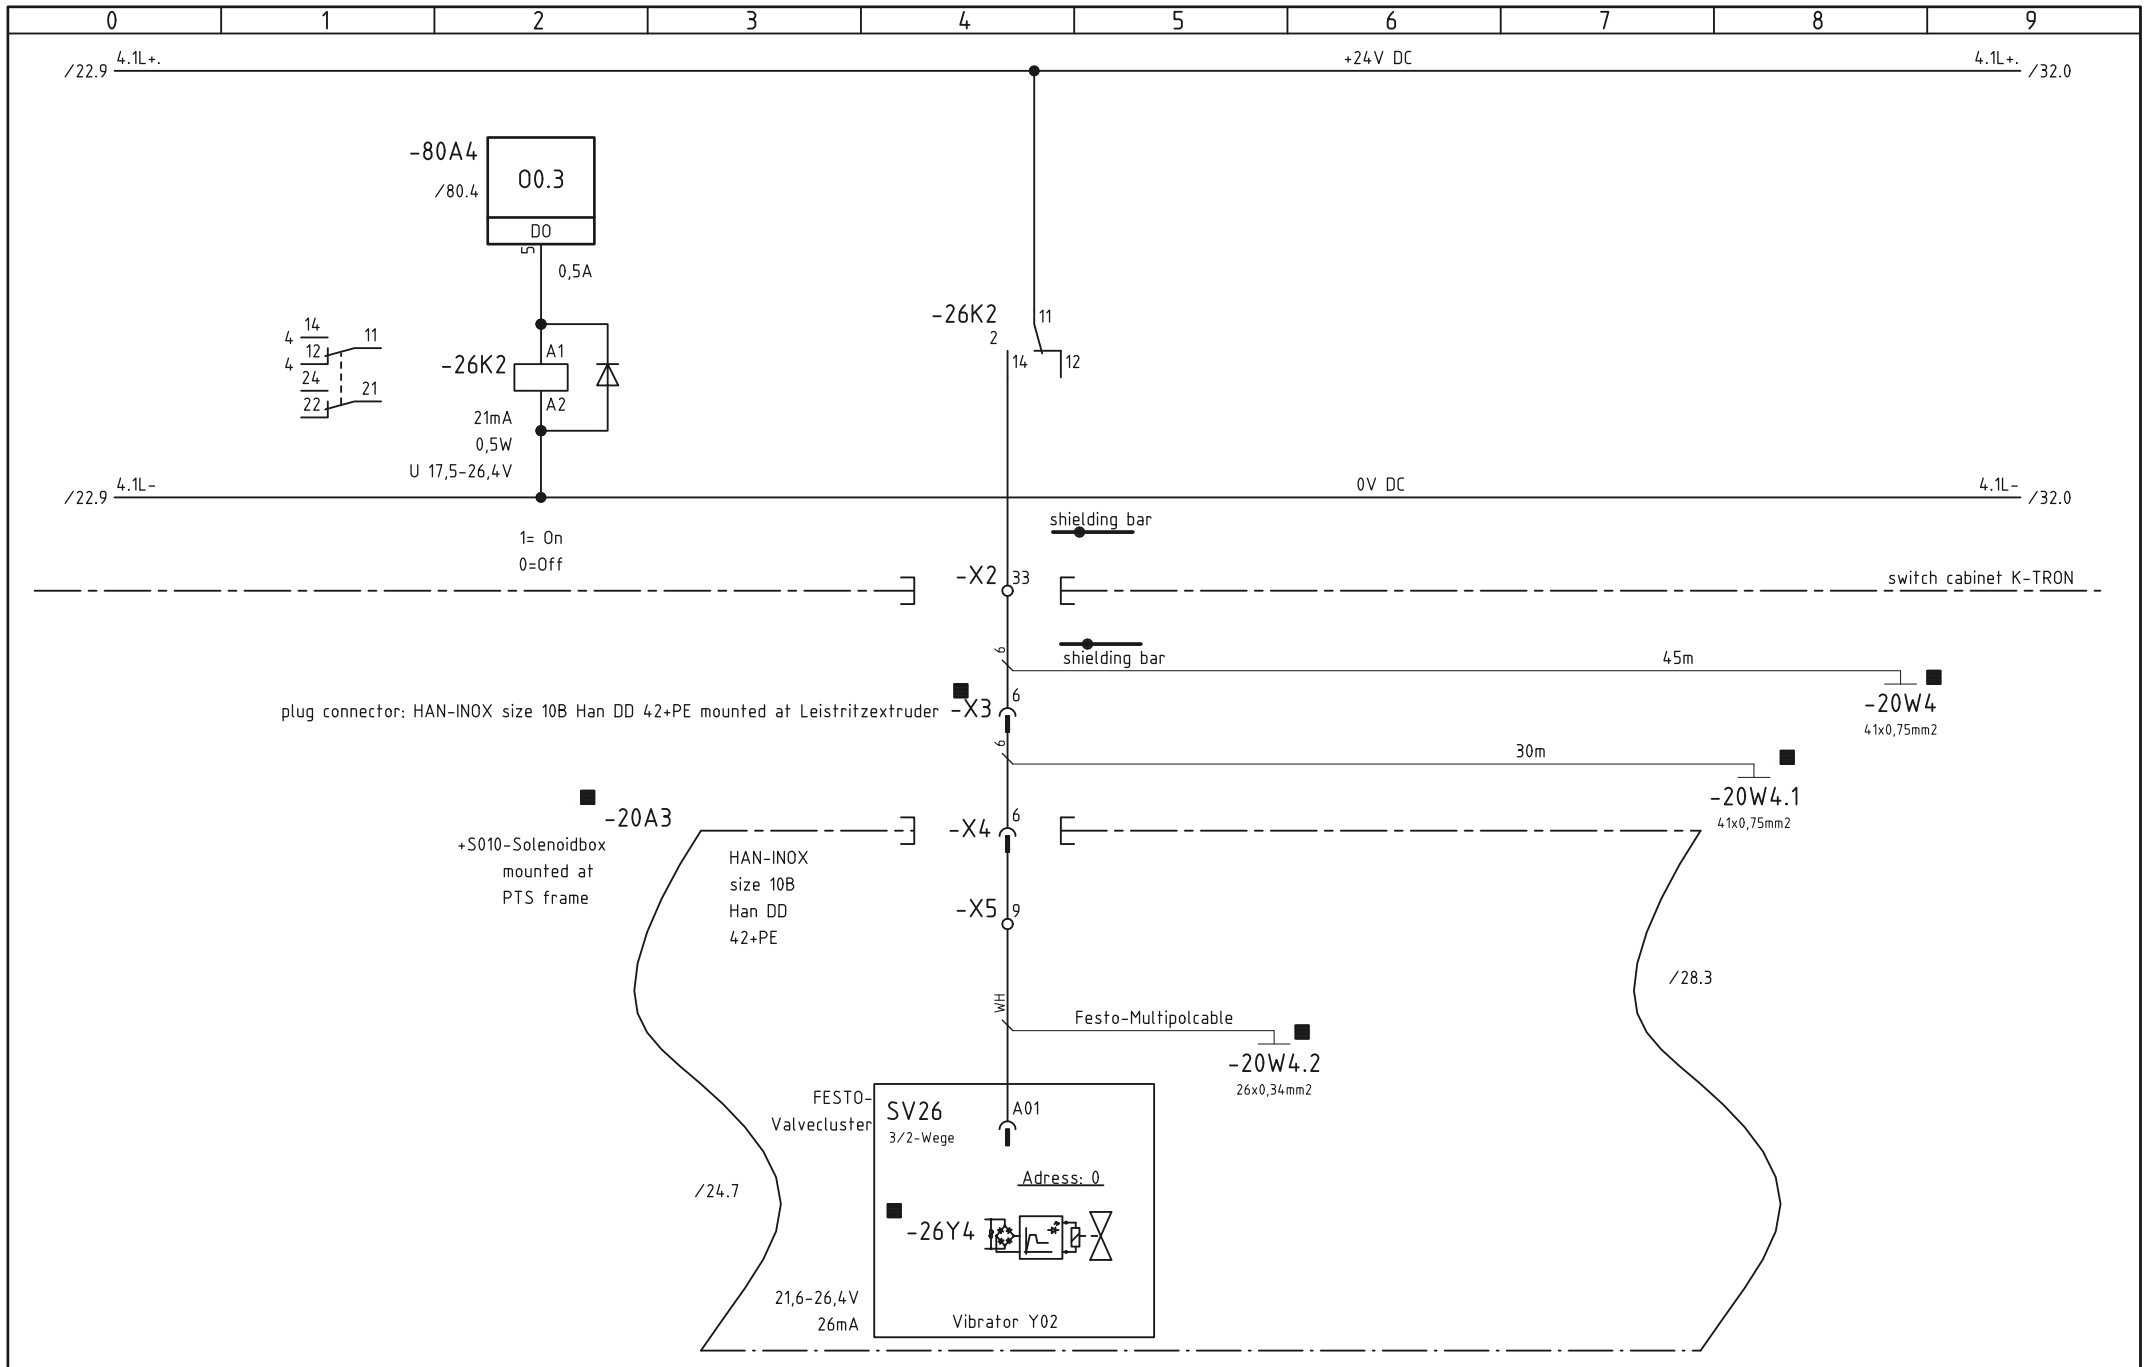 0 1 2 3 4 5 6 7 8 9
4.1L+. +24V DC 4.1L+.
/22.9 /32.0
-80A4
/80.4
O0.3
DO
5
0,5A
14
4
12
4
24
22
11
21
-26K2
A1
A2
21mA
0,5W
U 17,5-26,4V
-26K2
2
11
14
12
4.1L- 0V DC 4.1L-
/22.9 /32.0
1= On
0=Off
shielding bar
-X2 33
switch cabinet K-TRON
shielding bar
6
45m
-20W4
41x0,75mm2
plug connector: HAN-INOX size 10B Han DD 42+PE mounted at Leistritzextruder -X3 6
6
30m
-20W4.1
41x0,75mm2
-20A3
+S010-Solenoidbox
mounted at
PTS frame
-X4 6
HAN-INOX
size 10B
Han DD
42+PE
-X5 9
/28.3
WH
Festo-Multipolcable
-20W4.2
26x0,34mm2
FESTO-
Valvecluster
SV26
3/2-Wege
A01
Adress: 0
/24.7
-26Y4
21,6-26,4V
26mA
Vibrator Y02